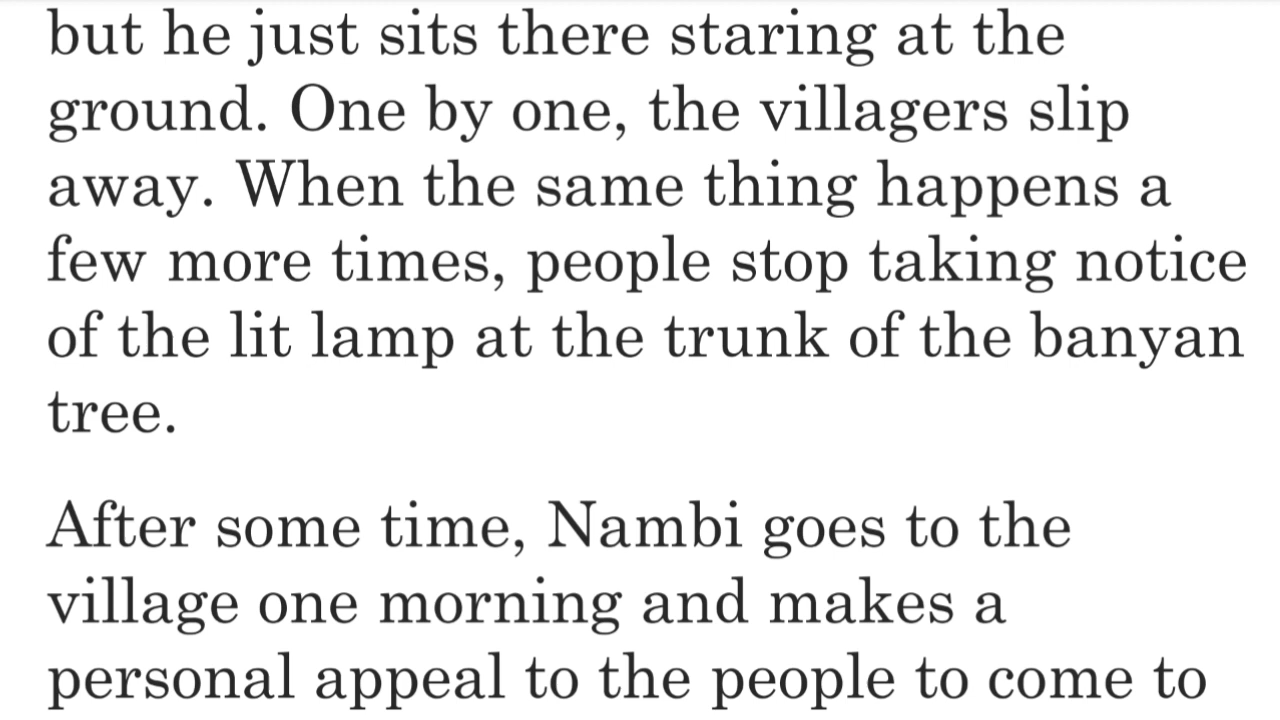 but he just sits there staring at the
ground. One by one, the villagers slip
away. When the same thing happens a
few more times, people stop taking notice
of the lit lamp at the trunk of the banyan
tree.
After some time, Nambi goes to the
village one morning and makes a
personal appeal to the people to come to